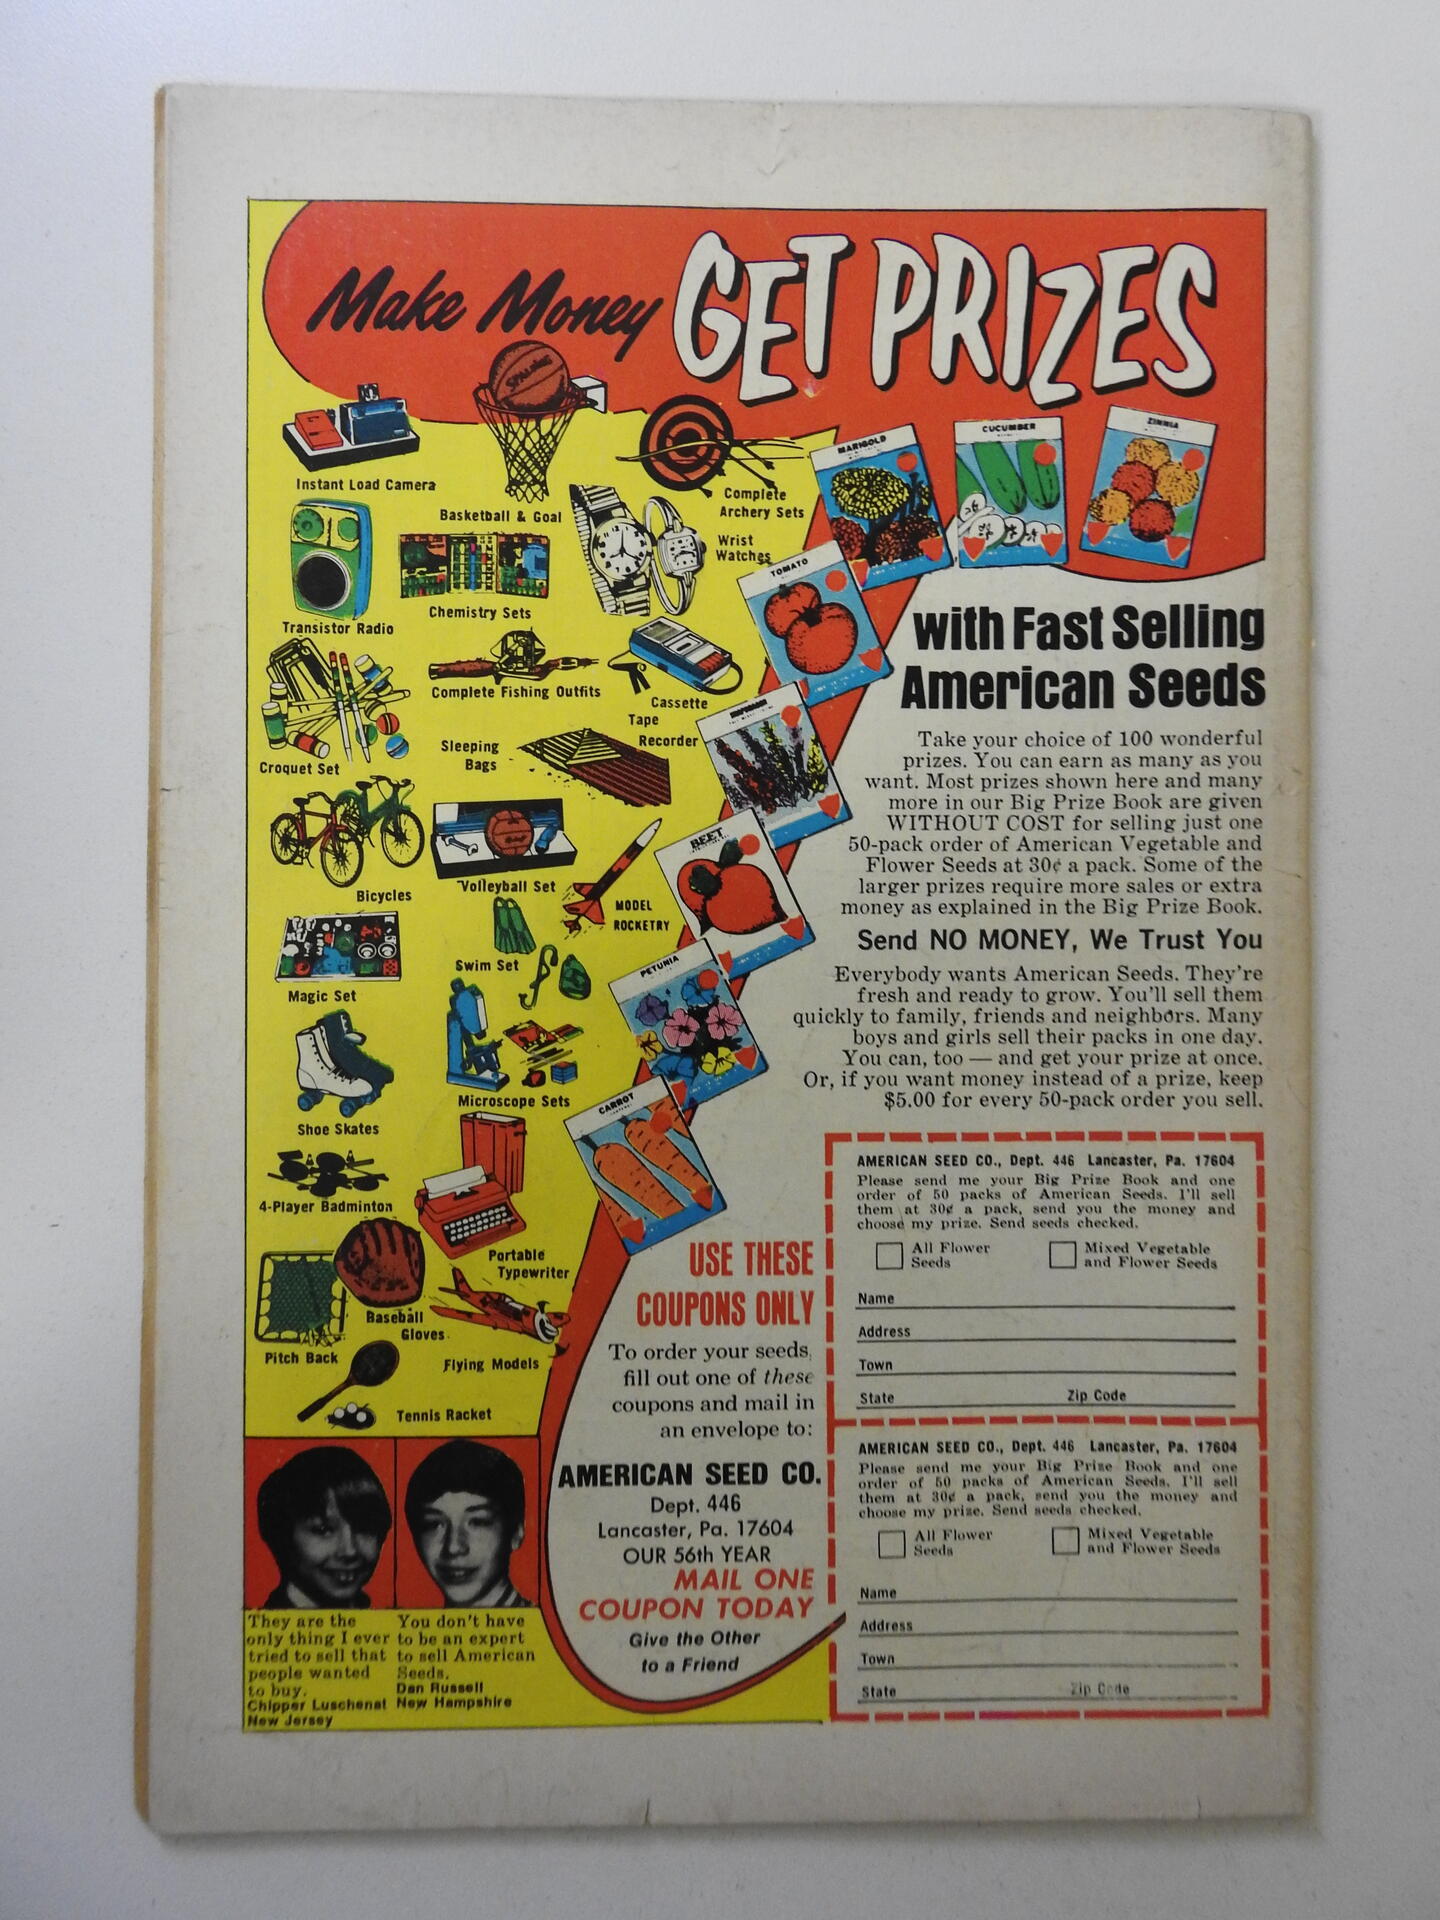 Make Money GET PRIZES
SPALDING
Instant Load Camera
Basketball & Goal
Complete
Archery Sets
Wrist
Watches
Transistor Radio
Chemistry Sets
Complete Fishing Outfits
Cassette
Tape
Recorder
Croquet Set
Sleeping
Bags
Bicycles
Volleyball Set
MODEL
ROCKETRY
Magic Set
Swim Set
Shoe Skates
Microscope Sets
4-Player Badminton
Portable
Typewriter
Baseball
Gloves
Pitch Back
Flying Models
Tennis Racket
MARIGOLD
CUCUMBER
ZINNIA
TOMATO
BEET
PETUNIA
CARROT
with Fast Selling
American Seeds
Take your choice of 100 wonderful
prizes. You can earn as many as you
want. Most prizes shown here and many
more in our Big Prize Book are given
WITHOUT COST for selling just one
50-pack order of American Vegetable and
Flower Seeds at 30¢ a pack. Some of the
larger prizes require more sales or extra
money as explained in the Big Prize Book.
Send NO MONEY, We Trust You
Everybody wants American Seeds. They're
fresh and ready to grow. You'll sell them
quickly to family, friends and neighbors. Many
boys and girls sell their packs in one day.
You can, too — and get your prize at once.
Or, if you want money instead of a prize, keep
$5.00 for every 50-pack order you sell.
USE THESE
COUPONS ONLY
To order your seeds,
fill out one of these
coupons and mail in
an envelope to:
AMERICAN SEED CO.
Dept. 446
Lancaster, Pa. 17604
OUR 56th YEAR
MAIL ONE
COUPON TODAY
Give the Other
to a Friend
AMERICAN SEED CO., Dept. 446 Lancaster, Pa. 17604
Please send me your Big Prize Book and one
order of 50 packs of American Seeds. I'll sell
them at 30¢ a pack, send you the money and
choose my prize. Send seeds checked.
All Flower
Seeds
Mixed Vegetable
and Flower Seeds
Name
Address
Town
State Zip Code
AMERICAN SEED CO., Dept. 446 Lancaster, Pa. 17604
Please send me your Big Prize Book and one
order of 50 packs of American Seeds. I'll sell
them at 30¢ a pack, send you the money and
choose my prize. Send seeds checked.
All Flower
Seeds
Mixed Vegetable
and Flower Seeds
Name
Address
Town
State Zip Code
They are the
only thing I ever
tried to sell that
people wanted
to buy.
Chipper Luschenat
New Jersey
You don't have
to be an expert
to sell American
Seeds.
Dan Russell
New Hampshire